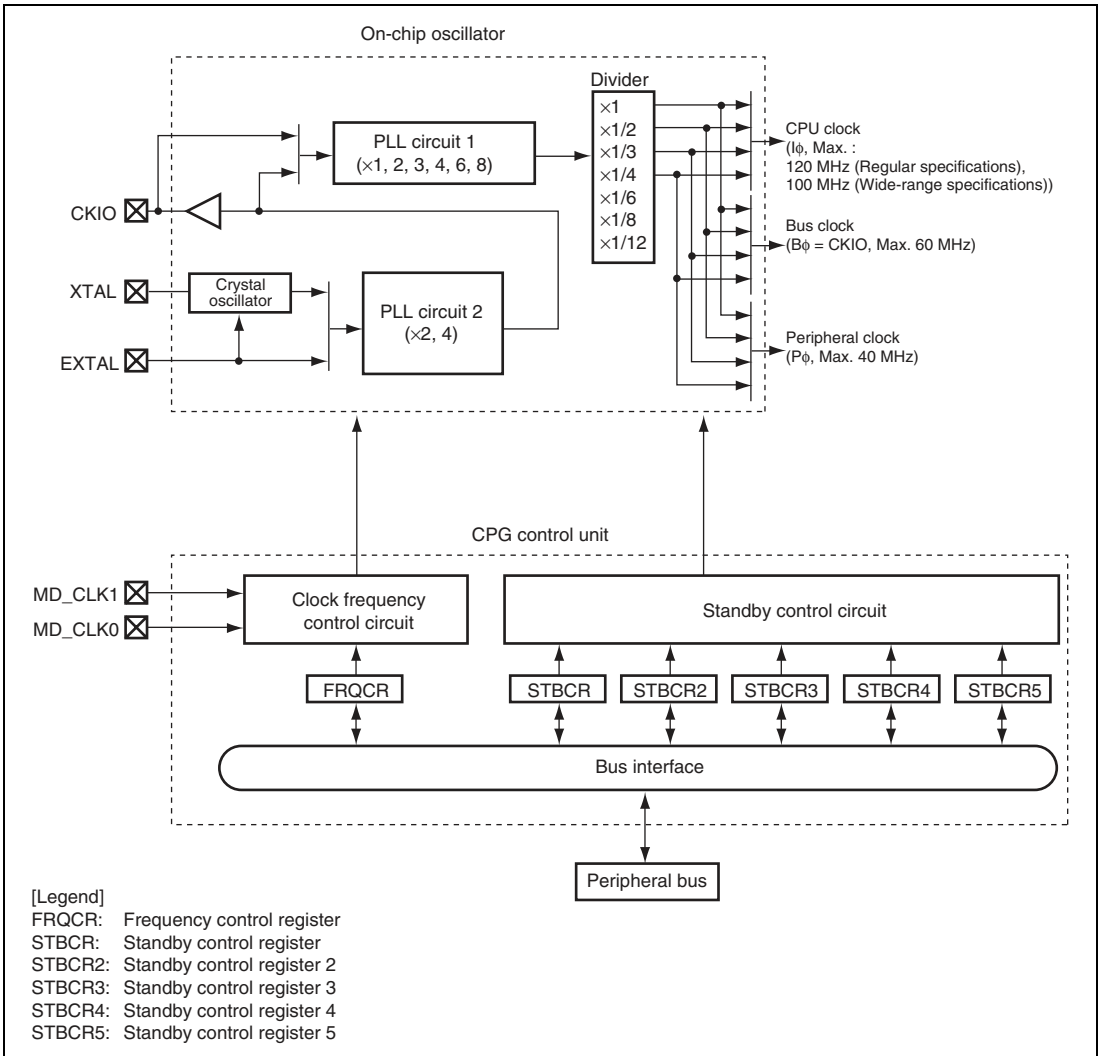 On-chip oscillator
Divider
×1
×1/2
×1/3
×1/4
×1/6
×1/8
×1/12
PLL circuit 1
(×1, 2, 3, 4, 6, 8)
CPU clock
(Iϕ, Max. :
120 MHz (Regular specifications),
100 MHz (Wide-range specifications))
CKIO
Bus clock
(Bϕ = CKIO, Max. 60 MHz)
XTAL
Crystal
oscillator
PLL circuit 2
(×2, 4)
EXTAL
Peripheral clock
(Pϕ, Max. 40 MHz)
CPG control unit
MD_CLK1
MD_CLK0
Clock frequency
control circuit
Standby control circuit
FRQCR
STBCR
STBCR2
STBCR3
STBCR4
STBCR5
Bus interface
Peripheral bus
[Legend]
FRQCR: Frequency control register
STBCR: Standby control register
STBCR2: Standby control register 2
STBCR3: Standby control register 3
STBCR4: Standby control register 4
STBCR5: Standby control register 5